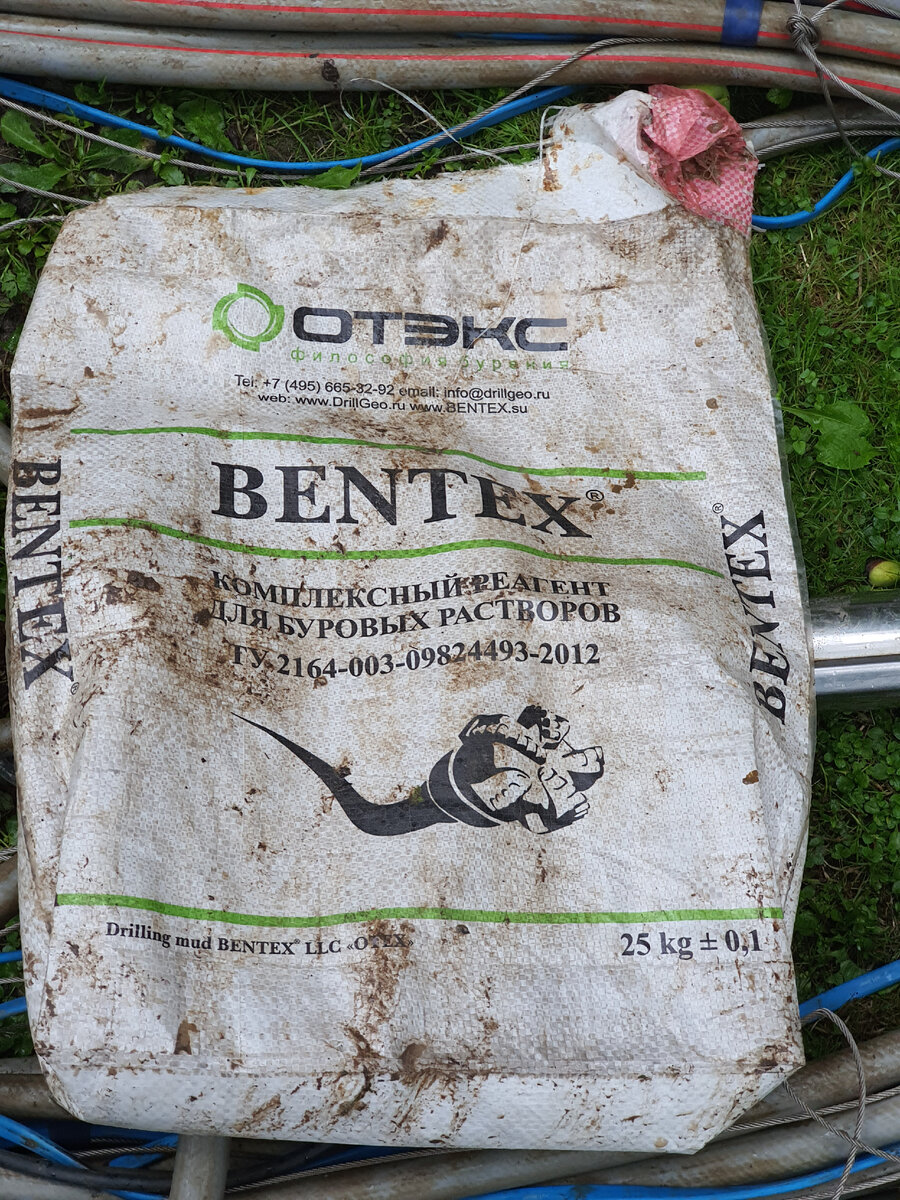 ОТЭКС
философия бурения
Tel: +7 (495) 665-32-92 email: info@drillgeo.ru
web: www.DrillGeo.ru www.BENTEX.su
BENTEX®
BENTEX®
BENTEX®
КОМПЛЕКСНЫЙ РЕАГЕНТ
ДЛЯ БУРОВЫХ РАСТВОРОВ
ТУ 2164-003-09824493-2012
Drilling mud BENTEX® LLC «OTEX»
25 kg ± 0,1